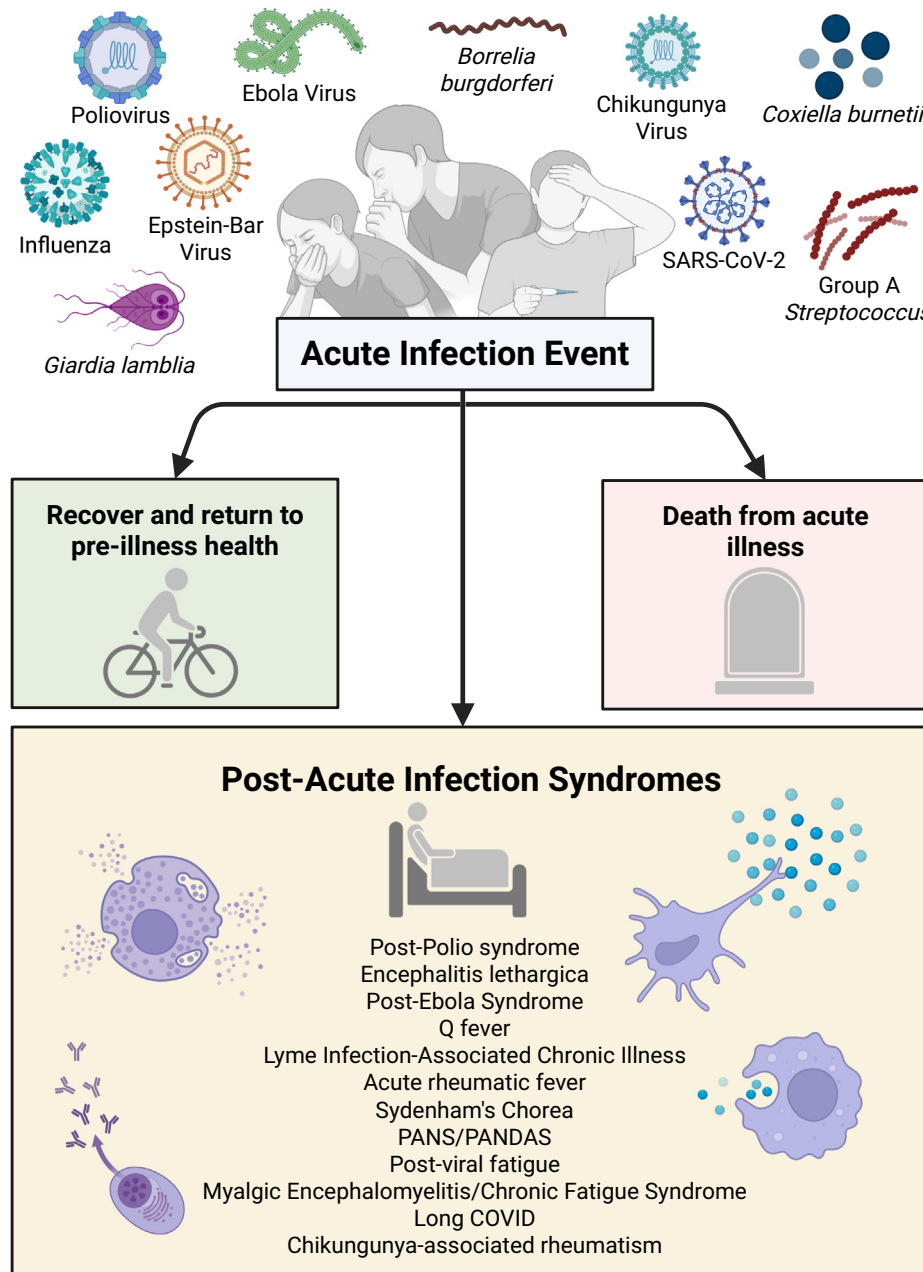 Poliovirus
Ebola Virus
Borrelia
burgdorferi
Chikungunya
Virus
Coxiella burnetii
Influenza
Epstein-Bar
Virus
SARS-CoV-2
Group A
Streptococcus
Giardia lamblia
Acute Infection Event
Recover and return to
pre-illness health
Death from acute
illness
Post-Acute Infection Syndromes
Post-Polio syndrome
Encephalitis lethargica
Post-Ebola Syndrome
Q fever
Lyme Infection-Associated Chronic Illness
Acute rheumatic fever
Sydenham's Chorea
PANS/PANDAS
Post-viral fatigue
Myalgic Encephalomyelitis/Chronic Fatigue Syndrome
Long COVID
Chikungunya-associated rheumatism